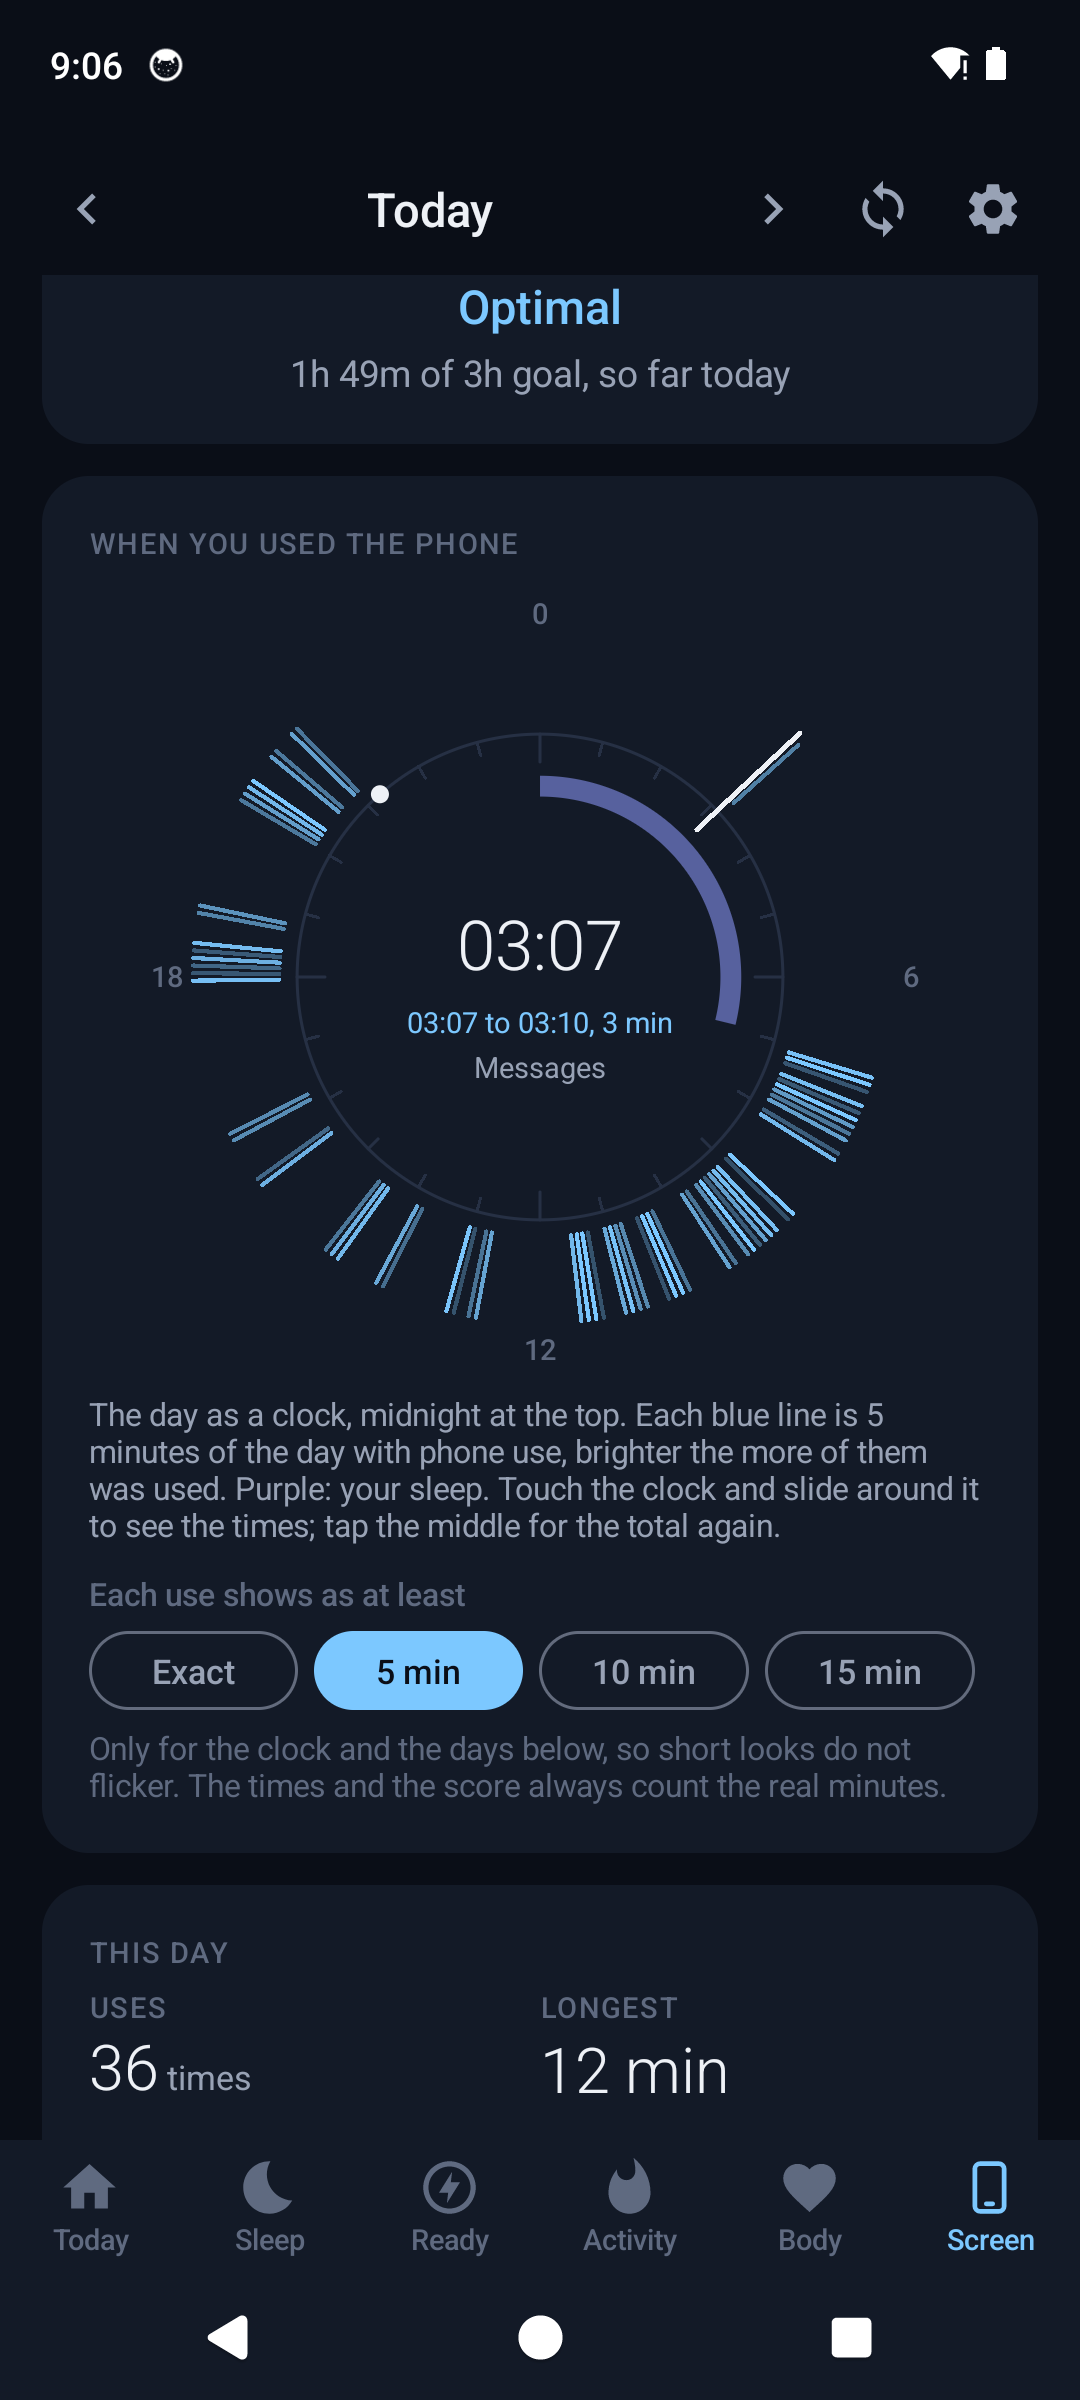 9:06
Today
Optimal
1h 49m of 3h goal, so far today
WHEN YOU USED THE PHONE
0
18
6
03:07
03:07 to 03:10, 3 min
Messages
12
The day as a clock, midnight at the top. Each blue line is 5
minutes of the day with phone use, brighter the more of them
was used. Purple: your sleep. Touch the clock and slide around it
to see the times; tap the middle for the total again.
Each use shows as at least
Exact
5 min
10 min
15 min
Only for the clock and the days below, so short looks do not
flicker. The times and the score always count the real minutes.
THIS DAY
USES
LONGEST
36 times
12 min
Today
Sleep
Ready
Activity
Body
Screen